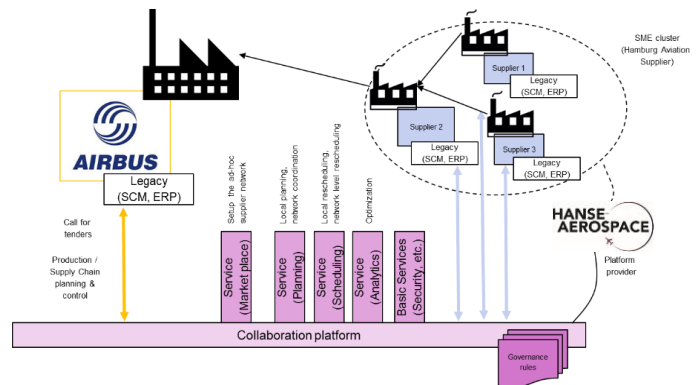 SME cluster
(Hamburg Aviation
Supplier)
Supplier 1
Legacy
(SCM, ERP)
Supplier 2
Legacy
(SCM, ERP)
Supplier 3
Legacy
(SCM, ERP)
AIRBUS
Legacy
(SCM, ERP)
Call for
tenders
Production /
Supply Chain
planning &
control
Setup the ad-hoc
supplier network
Local planning,
network coordination
Local rescheduling,
network level rescheduling
Optimization
Service
(Market place)
Service
(Planning)
Service
(Scheduling)
Service
(Analytics)
Basic Services
(Security, etc.)
HANSE
AEROSPACE
Platform
provider
Collaboration platform
Governance
rules